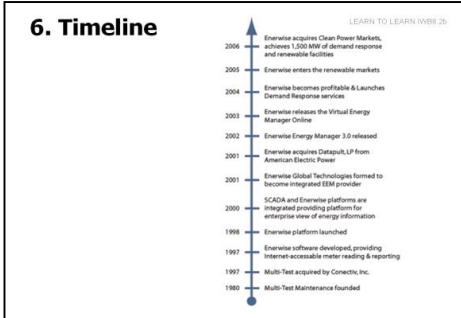 6. Timeline
LEARN TO LEARN IWBIII.2b
2006
Enerwise acquires Clean Power Markets,
achieves 1,500 MW of demand response
and renewable facilities
2005
Enerwise enters the renewable markets
2004
Enerwise becomes profitable & Launches
Demand Response services
2003
Enerwise releases the Virtual Energy
Manager Online
2002
Enerwise Energy Manager 3.0 released
2001
Enerwise acquires Datapult, LP from
American Electric Power
2001
Enerwise Global Technologies formed to
become integrated EEM provider
2000
SCADA and Enerwise platforms are
integrated providing platform for
enterprise view of energy information
1998
Enerwise platform launched
1997
Enerwise software developed, providing
Internet-accessable meter reading & reporting
1997
Multi-Test acquired by Conectiv, Inc.
1980
Multi-Test Maintenance founded